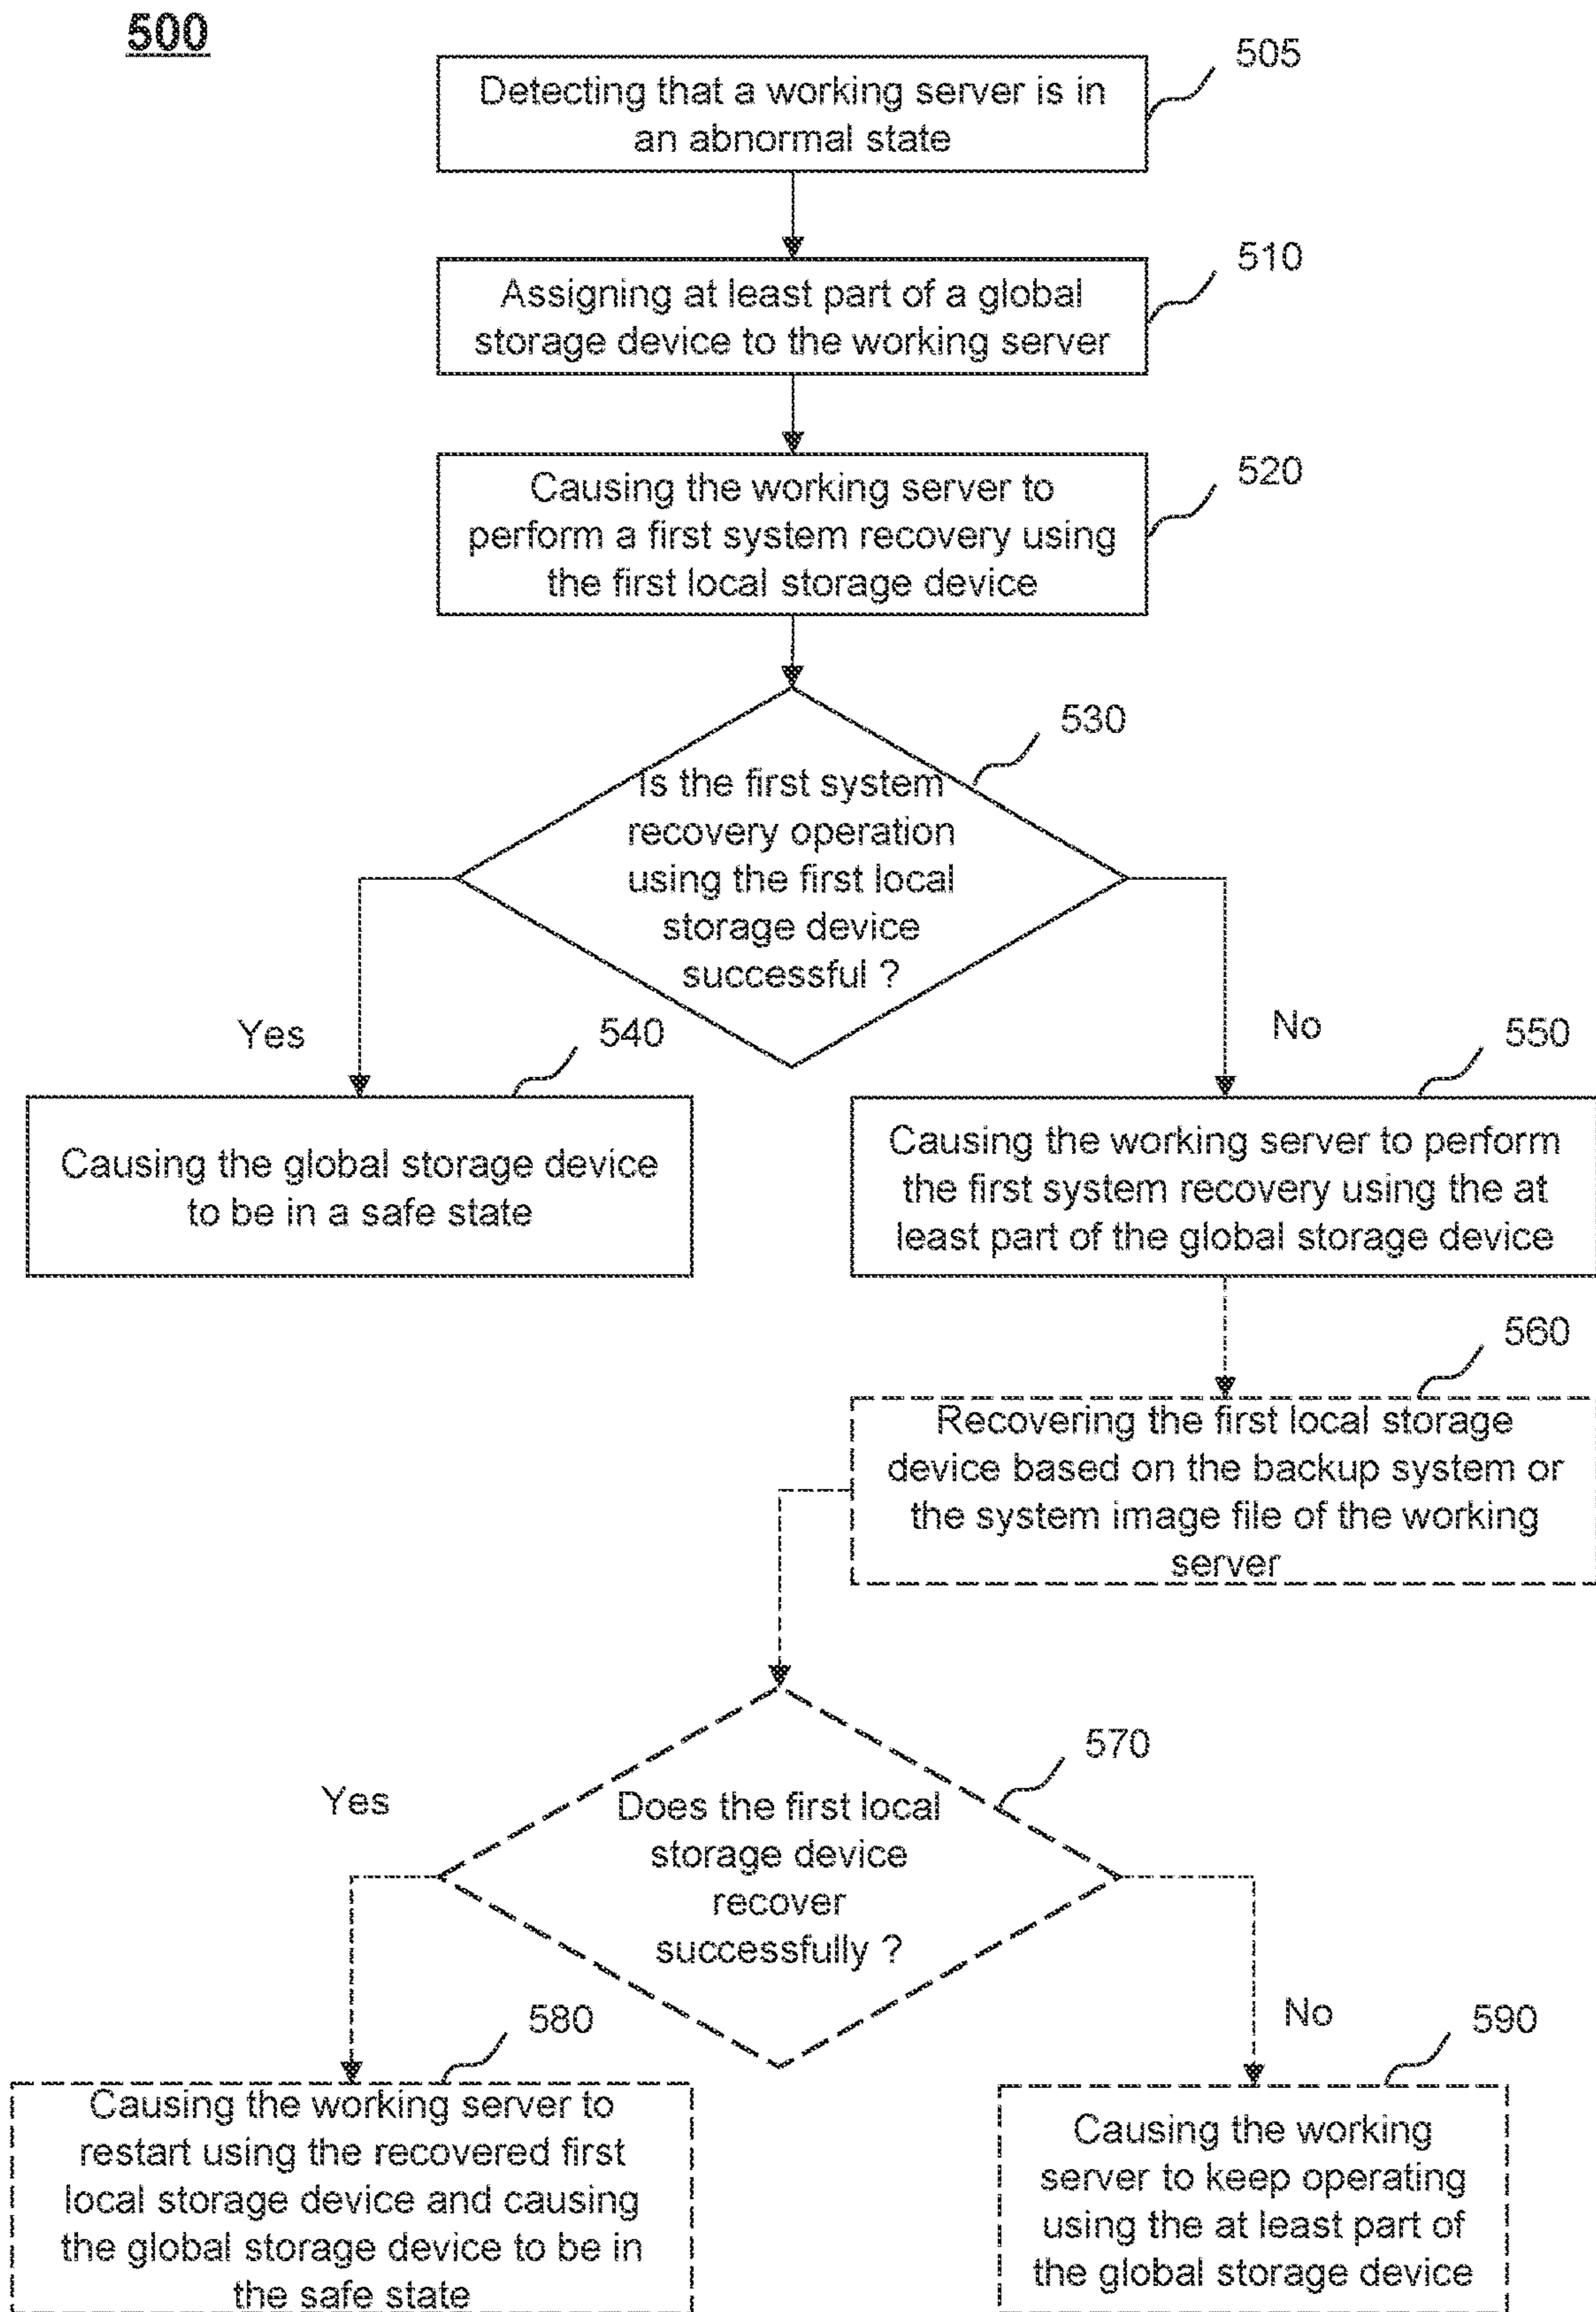 500
505
Detecting that a working server is in
an abnormal state
510
Assigning at least part of a global
storage device to the working server
520
Causing the working server to
perform a first system recovery using
the first local storage device
530
Is the first system
recovery operation
using the first local
storage device
successful ?
Yes
No
540
550
Causing the global storage device
to be in a safe state
Causing the working server to perform
the first system recovery using the at
least part of the global storage device
560
Recovering the first local storage
device based on the backup system or
the system image file of the working
server
570
Yes
Does the first local
storage device
recover
successfully ?
No
580
590
Causing the working server to
restart using the recovered first
local storage device and causing
the global storage device to be in
the safe state
Causing the working
server to keep operating
using the at least part of
the global storage device